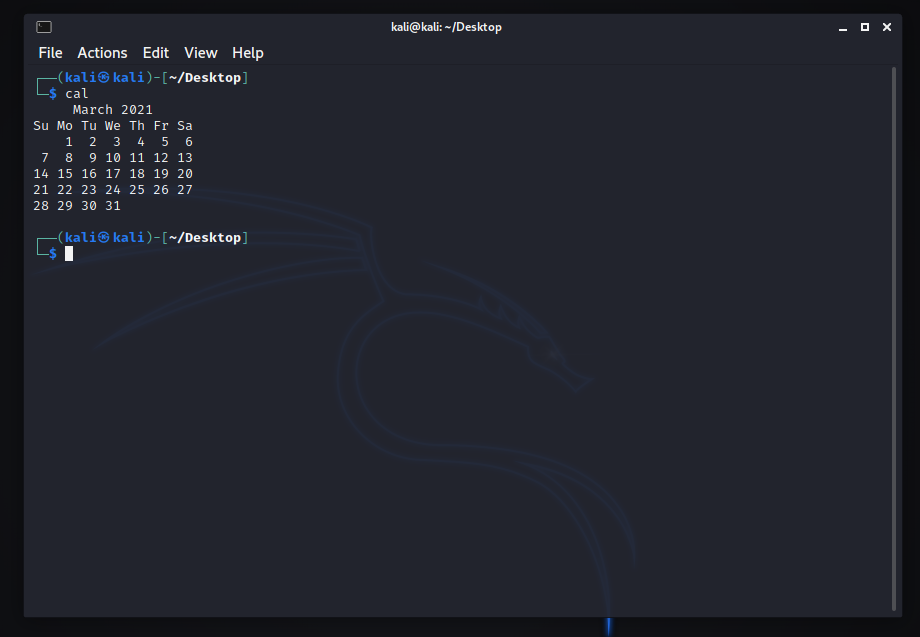 kali@kali: ~/Desktop
File Actions Edit View Help
┌──(kali㉿kali)-[~/Desktop]
└─$ cal
     March 2021
Su Mo Tu We Th Fr Sa
    1  2  3  4  5  6
 7  8  9 10 11 12 13
14 15 16 17 18 19 20
21 22 23 24 25 26 27
28 29 30 31
┌──(kali㉿kali)-[~/Desktop]
└─$